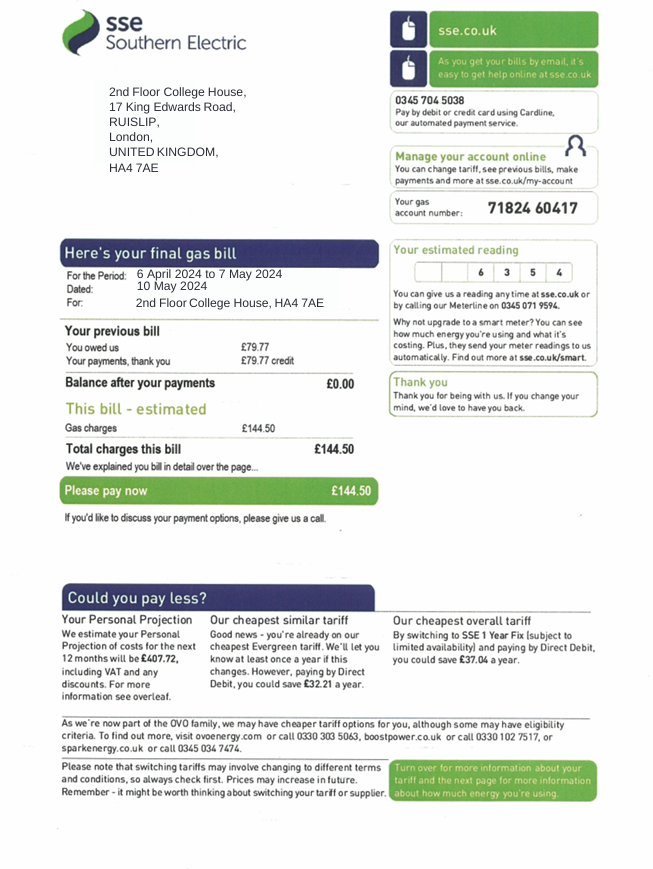 sse
Southern Electric
sse.co.uk
As you get your bills by email, it's
easy to get help online at sse.co.uk
2nd Floor College House,
17 King Edwards Road,
RUISLIP,
London,
UNITED KINGDOM,
HA4 7AE
0345 704 5038
Pay by debit or credit card using Cardline,
our automated payment service.
Manage your account online
You can change tariff, see previous bills, make
payments and more at sse.co.uk/my-account
Your gas
account number: 71824 60417
Here's your final gas bill
For the Period: 6 April 2024 to 7 May 2024
Dated: 10 May 2024
For: 2nd Floor College House, HA4 7AE
Your estimated reading
6 3 5 4
You can give us a reading any time at sse.co.uk or
by calling our Meterline on 0345 071 9594.
Why not upgrade to a smart meter? You can see
how much energy you're using and what it's
costing. Plus, they send your meter readings to us
automatically. Find out more at sse.co.uk/smart.
Thank you
Thank you for being with us. If you change your
mind, we'd love to have you back.
Your previous bill
You owed us £79.77
Your payments, thank you £79.77 credit
Balance after your payments £0.00
This bill - estimated
Gas charges £144.50
Total charges this bill £144.50
We've explained you bill in detail over the page...
Please pay now £144.50
If you'd like to discuss your payment options, please give us a call.
Could you pay less?
Your Personal Projection
We estimate your Personal
Projection of costs for the next
12 months will be £407.72,
including VAT and any
discounts. For more
information see overleaf.
Our cheapest similar tariff
Good news - you're already on our
cheapest Evergreen tariff. We'll let you
know at least once a year if this
changes. However, paying by Direct
Debit, you could save £32.21 a year.
Our cheapest overall tariff
By switching to SSE 1 Year Fix (subject to
limited availability) and paying by Direct Debit,
you could save £37.04 a year.
As we're now part of the OVO family, we may have cheaper tariff options for you, although some may have eligibility
criteria. To find out more, visit ovoenergy.com or call 0330 303 5063, boostpower.co.uk or call 0330 102 7517, or
sparkenergy.co.uk or call 0345 034 7474.
Please note that switching tariffs may involve changing to different terms
and conditions, so always check first. Prices may increase in future.
Remember - it might be worth thinking about switching your tariff or supplier.
Turn over for more information about your
tariff and the next page for more information
about how much energy you're using.